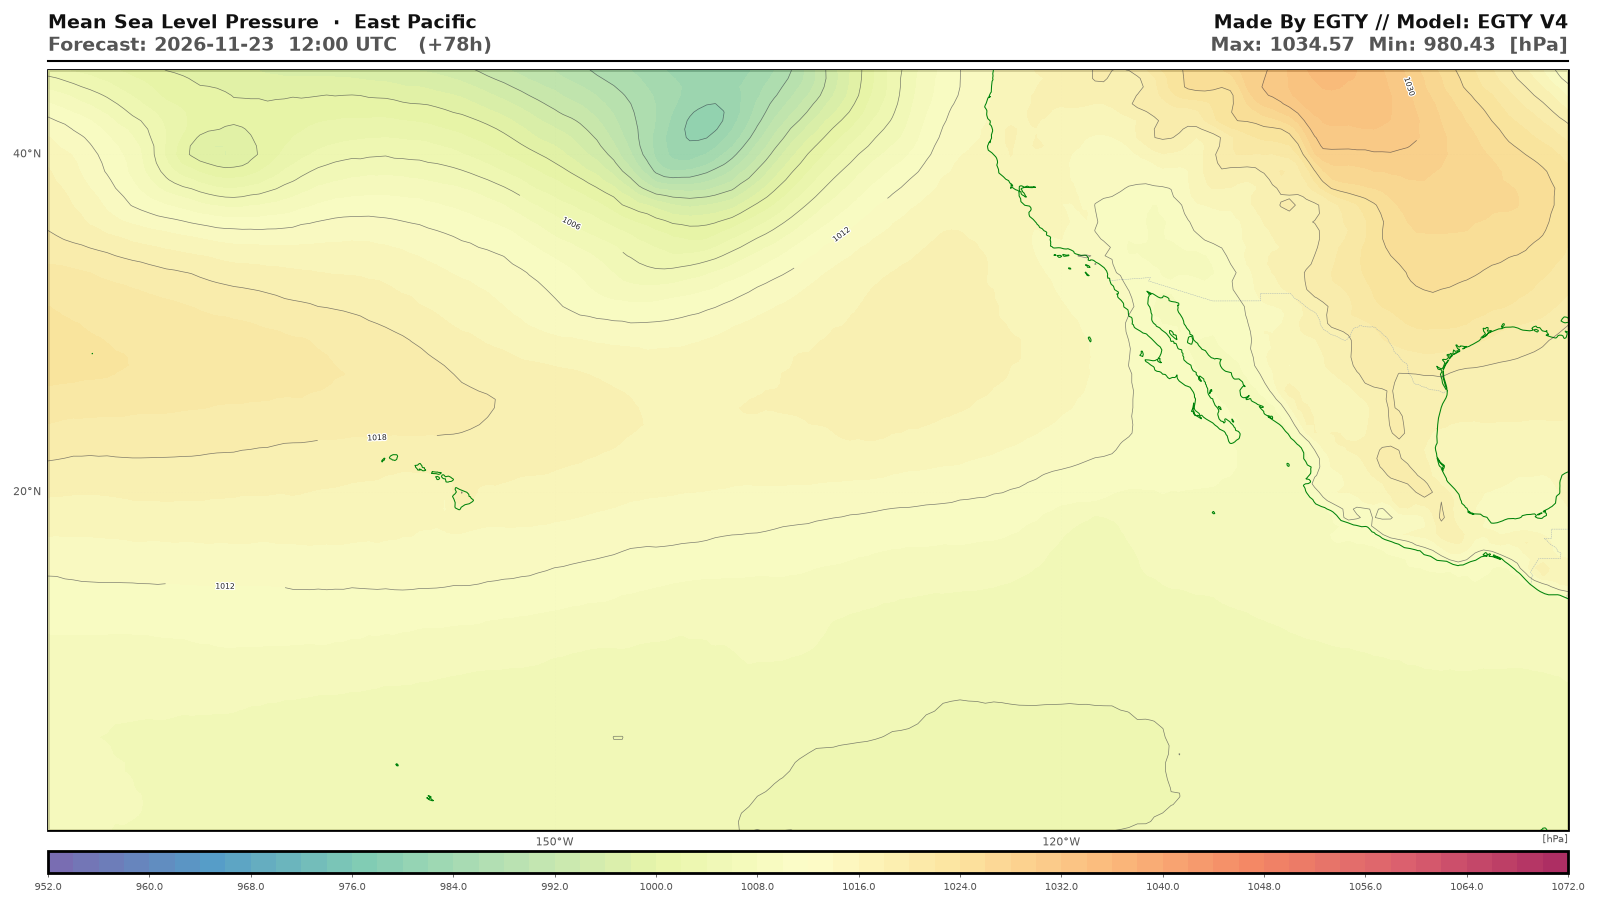 Mean Sea Level Pressure · East Pacific
Made By EGTY // Model: EGTY V4
Forecast: 2026-11-23 12:00 UTC (+78h)
Max: 1034.57 Min: 980.43 [hPa]
1030
40°N
1006
1012
1018
20°N
1012
150°W
120°W
[hPa]
952.0 960.0 968.0 976.0 984.0 992.0 1000.0 1008.0 1016.0 1024.0 1032.0 1040.0 1048.0 1056.0 1064.0 1072.0